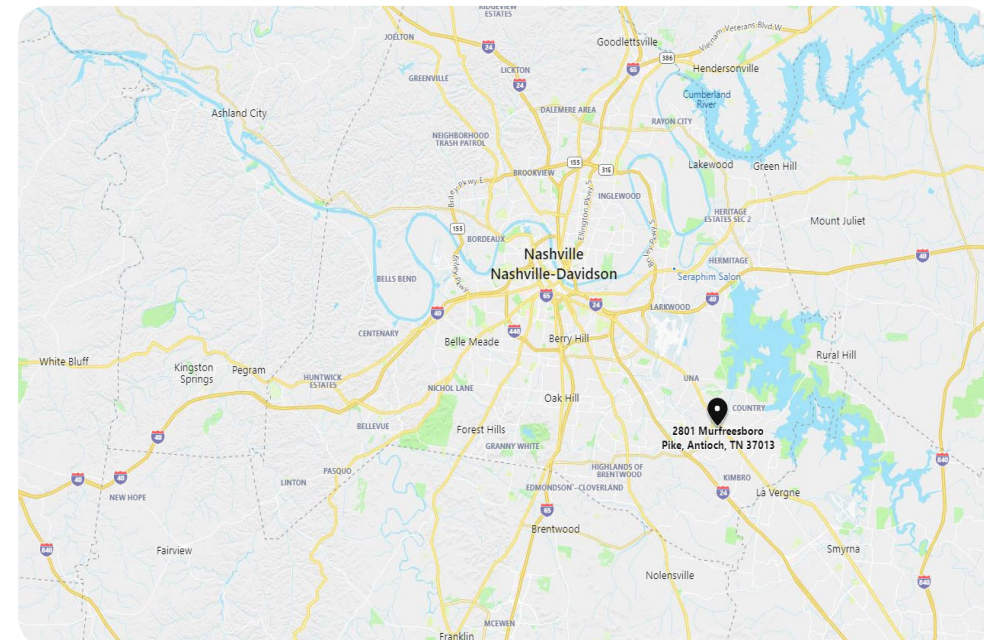 RIDGEVIEW
ESTATES
JOELTON
24
Goodlettsville
Vietnam Veterans Blvd W
386
65
LICKTON
24
GREENVILLE
Hendersonville
Cumberland
River
Ashland City
DALEMERE AREA
RAYON CITY
NEIGHBORHOOD
TRASH PATROL
155
316
Lakewood
Green Hill
BROOKVIEW
Briley Pkwy E
Ellington Pkwy S
INGLEWOOD
HERITAGE
ESTATES SEC 2
Mount Juliet
155
BORDEAUX
Briley Pkwy S
Nashville
Nashville-Davidson
HERMITAGE
40
Seraphim Salon
Briley Pkwy
BELLS BEND
65
24
40
LARKWOOD
40
CENTENARY
440
Belle Meade
Berry Hill
White Bluff
Kingston
Springs
Pegram
Rural Hill
HUNTWICK
ESTATES
UNA
NICHOL LANE
Oak Hill
COUNTRY
BELLEVUE
Forest Hills
2801 Murfreesboro
Pike, Antioch, TN 37013
40
GRANNY WHITE
840
PASQUO
HIGHLANDS OF
BRENTWOOD
40
40
LINTON
EDMONDSON--CLOVERLAND
KIMBRO
24
La Vergne
NEW HOPE
65
Brentwood
840
Fairview
Smyrna
Nolensville
840
MCEWEN
Franklin